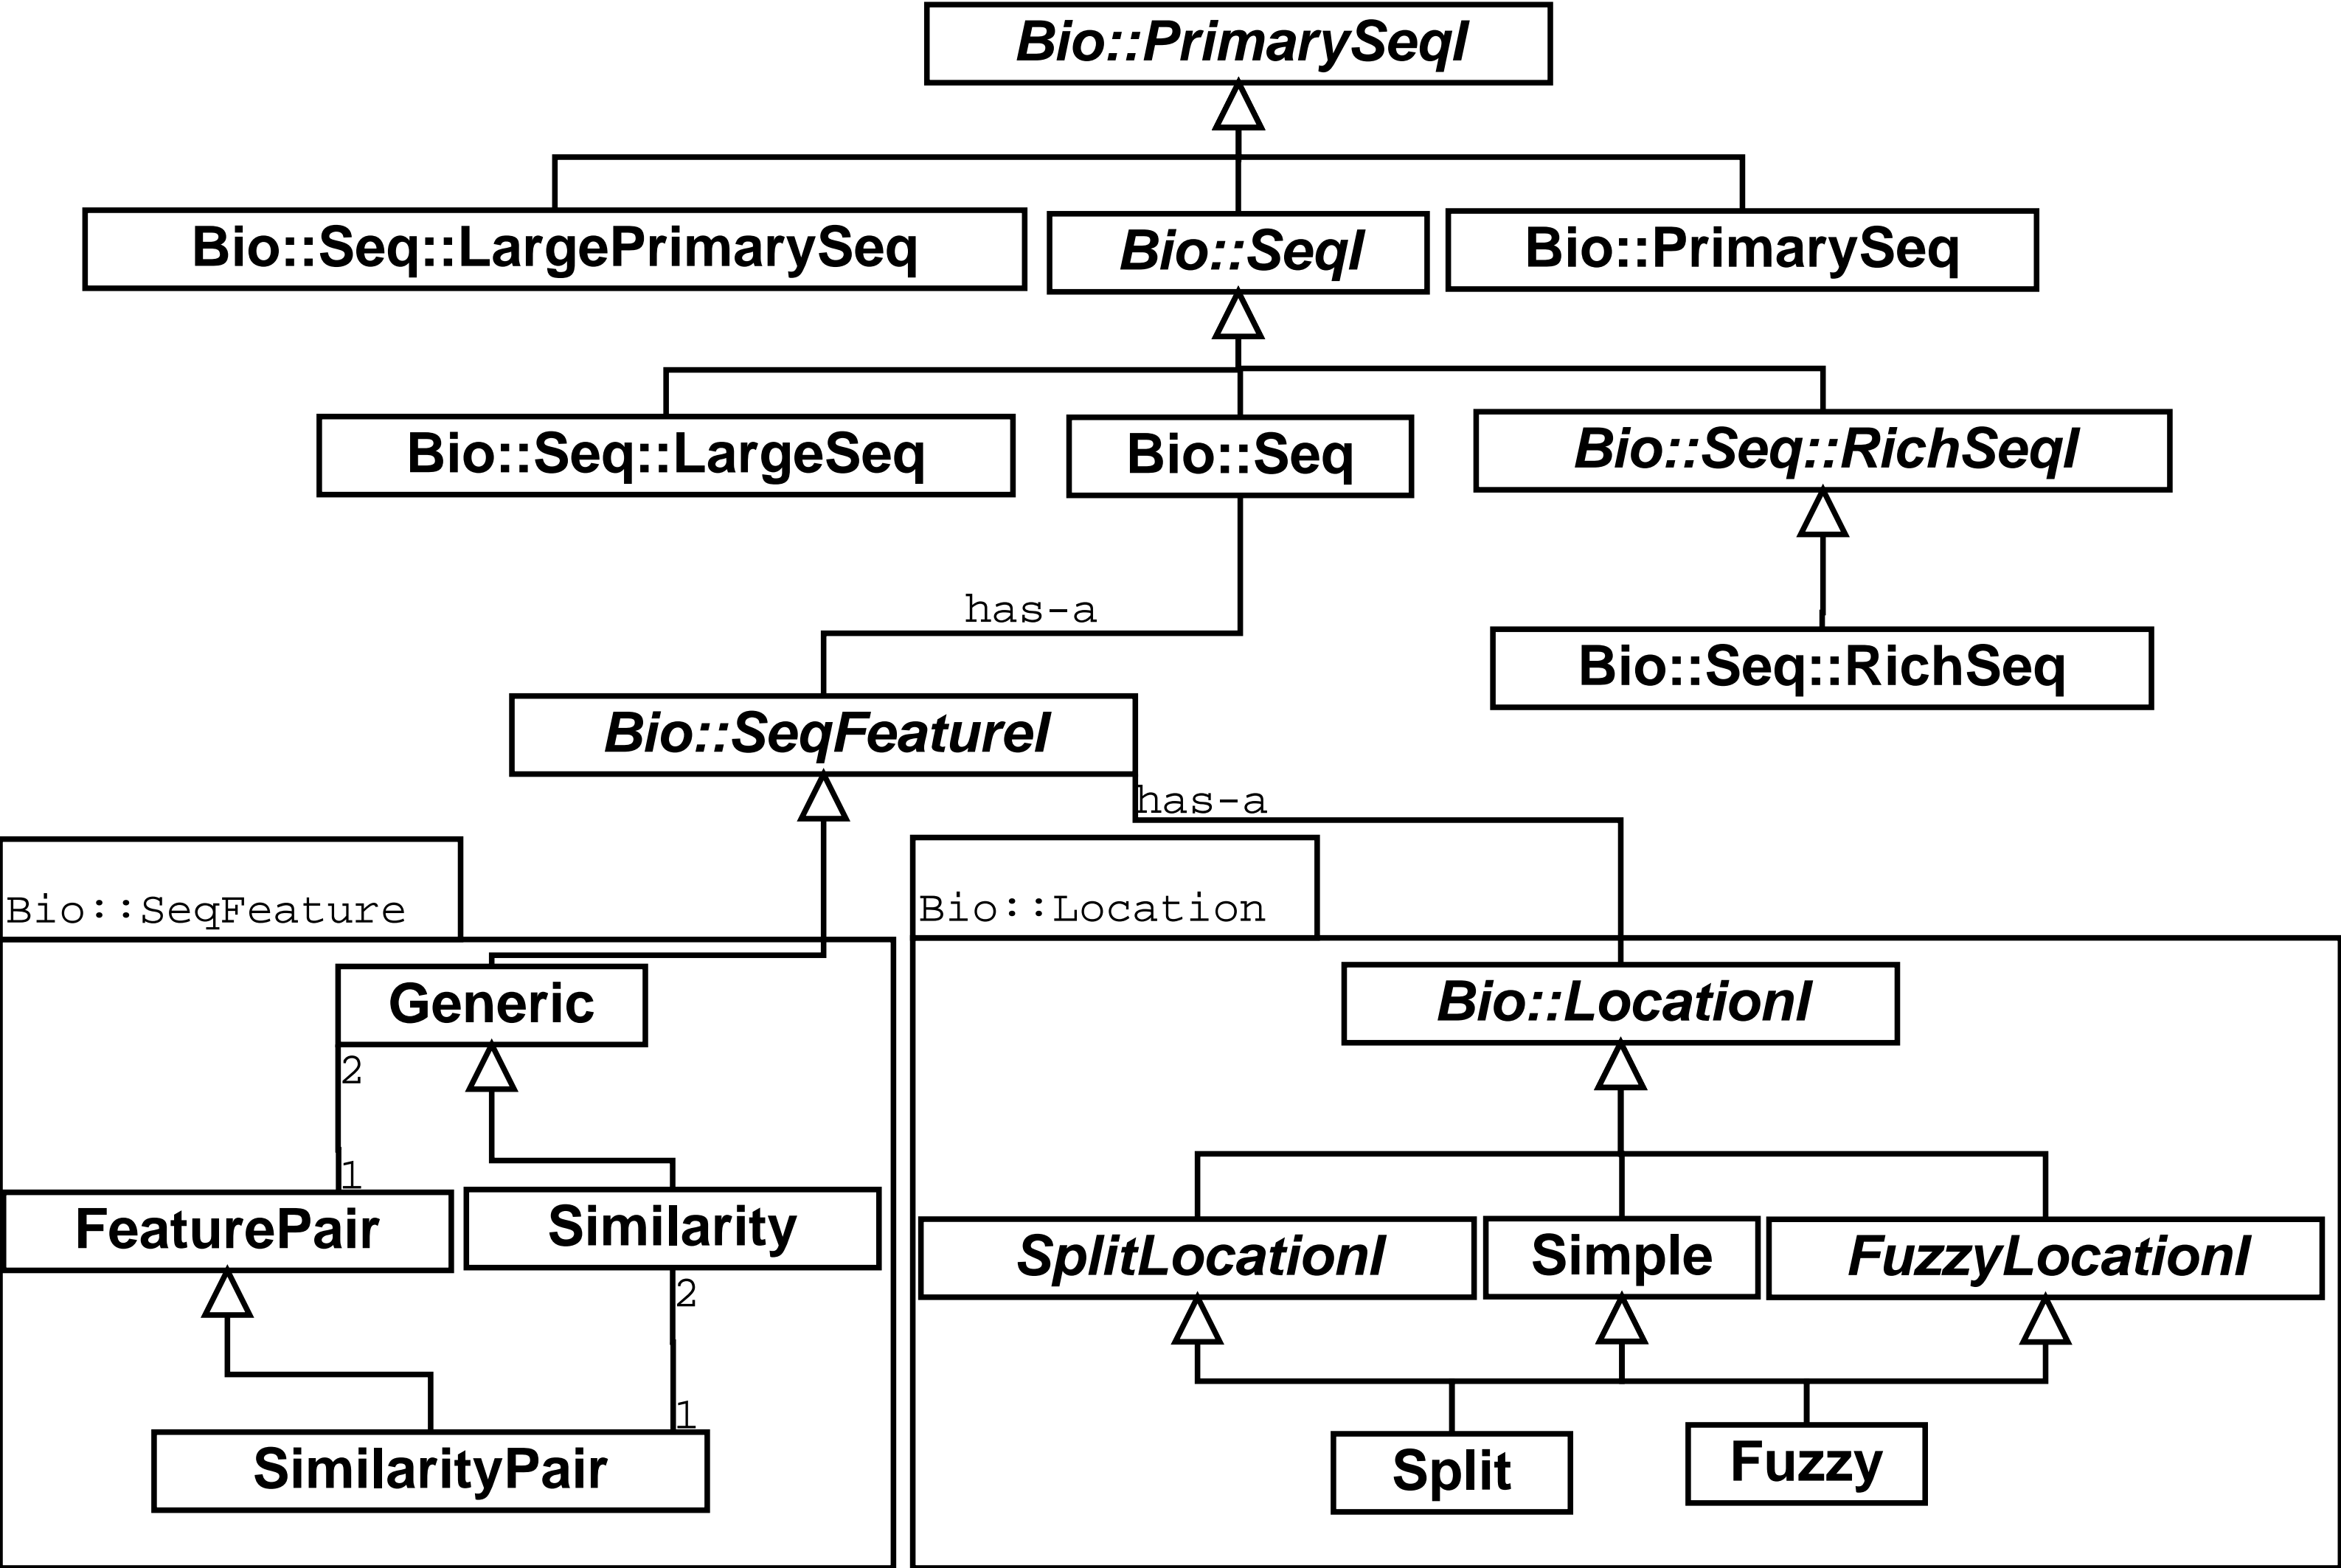 Bio::PrimarySeqI
Bio::Seq::LargePrimarySeq
Bio::SeqI
Bio::PrimarySeq
Bio::Seq::LargeSeq
Bio::Seq
Bio::Seq::RichSeqI
has-a
Bio::Seq::RichSeq
Bio::SeqFeatureI
has-a
Bio::SeqFeature
Bio::Location
Generic
Bio::LocationI
2
1
FeaturePair
Similarity
SplitLocationI
Simple
FuzzyLocationI
2
1
SimilarityPair
Split
Fuzzy